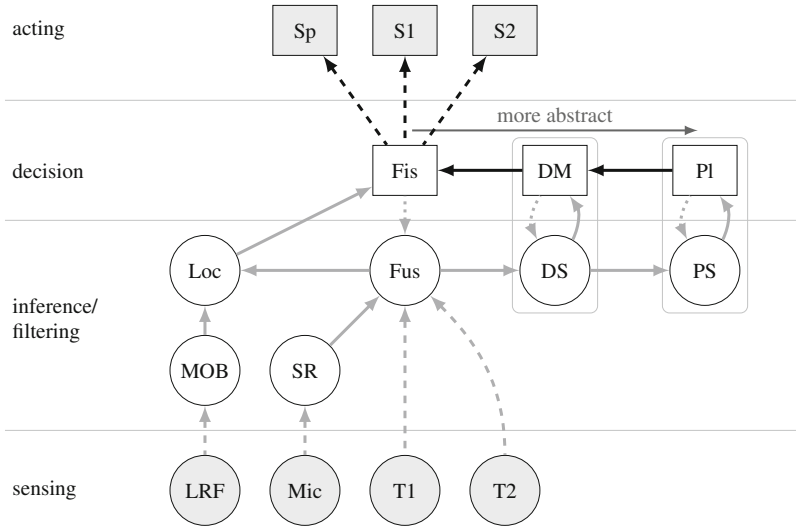 acting
Sp
S1
S2
more abstract
decision
Fis
DM
Pl
Loc
Fus
DS
PS
inference/
filtering
MOB
SR
sensing
LRF
Mic
T1
T2